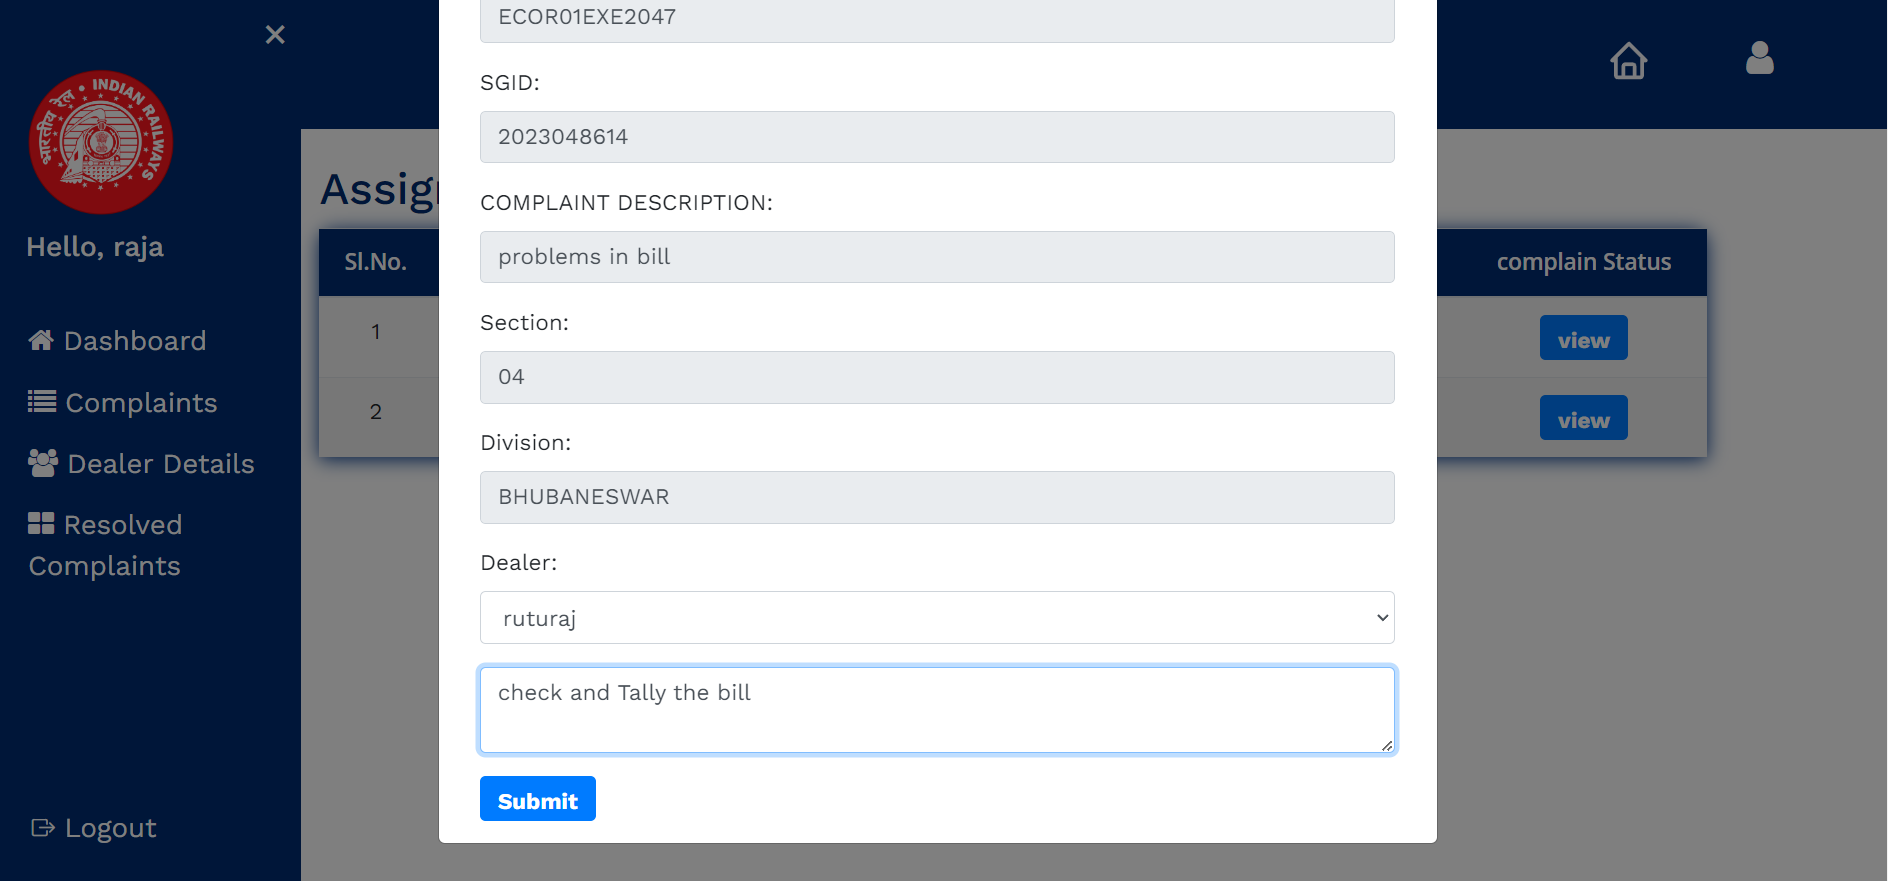 INDIAN RAILWAYS
भारतीय रेल
Hello, raja
Dashboard
Complaints
Dealer Details
Resolved
Complaints
Logout
Assig
Sl.No.
complain Status
1
view
2
view
ECOR01EXE2047
SGID:
2023048614
COMPLAINT DESCRIPTION:
problems in bill
Section:
04
Division:
BHUBANESWAR
Dealer:
ruturaj
check and Tally the bill
Submit